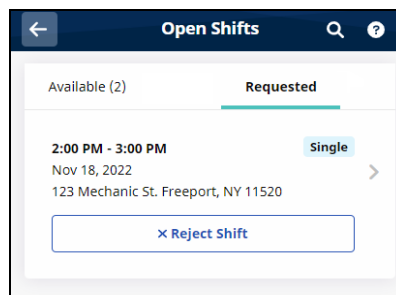 Open Shifts
Available (2)
Requested
2:00 PM - 3:00 PM
Single
Nov 18, 2022
123 Mechanic St. Freeport, NY 11520
× Reject Shift